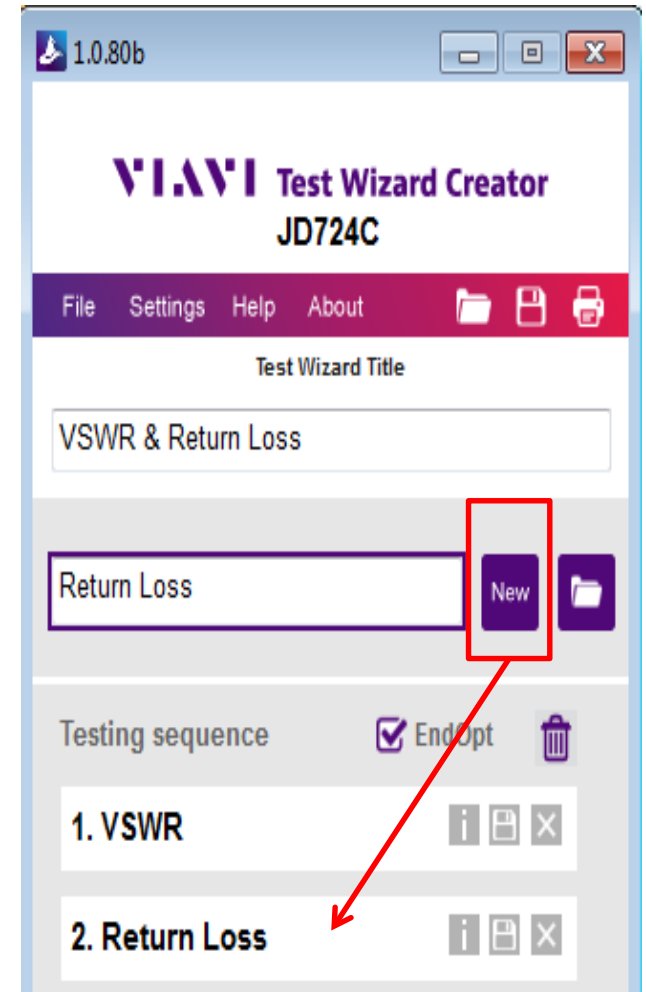 1.0.80b
VIAVI Test Wizard Creator
JD724C
File Settings Help About
Test Wizard Title
VSWR & Return Loss
Return Loss
New
Testing sequence EndOpt
1. VSWR i
2. Return Loss i